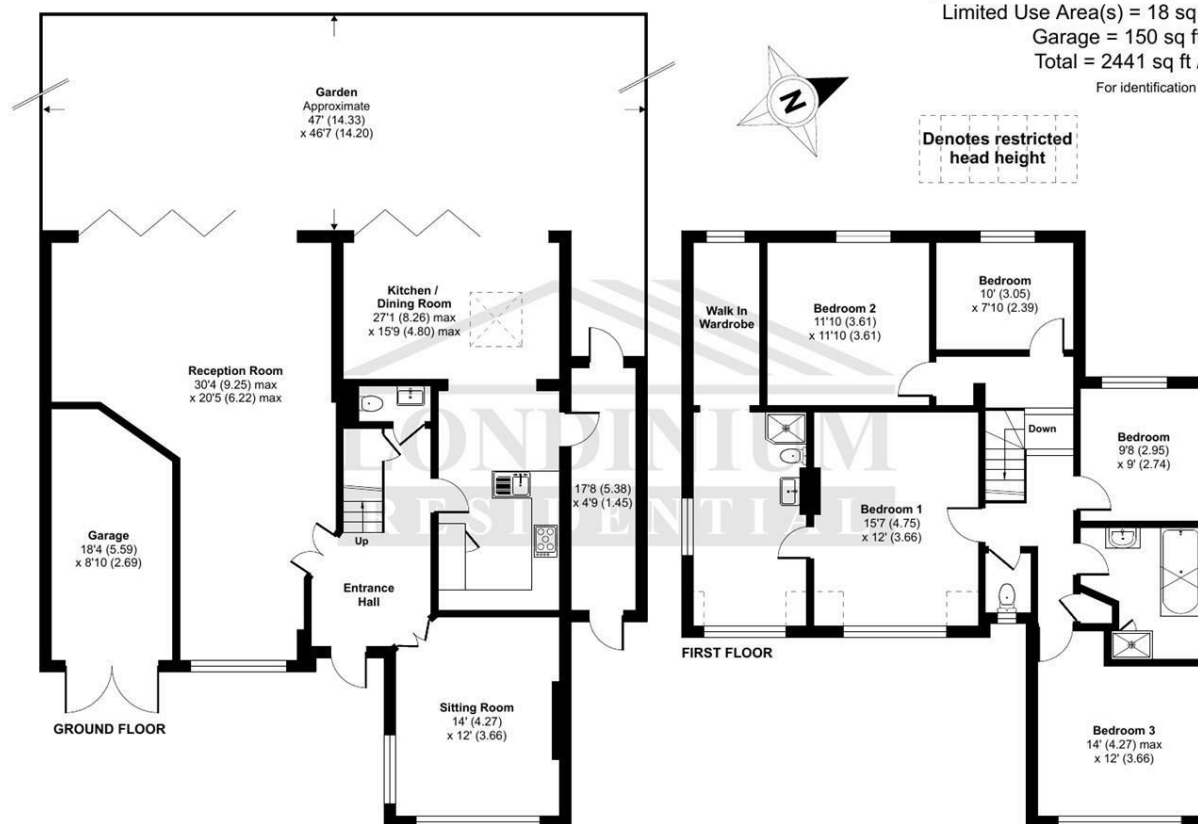 Limited Use Area(s) = 18 sq
Garage = 150 sq f
Total = 2441 sq ft
For identification
Garden
Approximate
47' (14.33)
x 46'7 (14.20)
N
Denotes restricted
head height
Kitchen /
Dining Room
27'1 (8.26) max
x 15'9 (4.80) max
Reception Room
30'4 (9.25) max
x 20'5 (6.22) max
Garage
18'4 (5.59)
x 8'10 (2.69)
Up
Entrance
Hall
17'8 (5.38)
x 4'9 (1.45)
Sitting Room
14' (4.27)
x 12' (3.66)
GROUND FLOOR
Walk In
Wardrobe
Bedroom 2
11'10 (3.61)
x 11'10 (3.61)
Bedroom
10' (3.05)
x 7'10 (2.39)
Down
Bedroom
9'8 (2.95)
x 9' (2.74)
Bedroom 1
15'7 (4.75)
x 12' (3.66)
FIRST FLOOR
Bedroom 3
14' (4.27) max
x 12' (3.66)
LONDINIUM
RESIDENTIAL